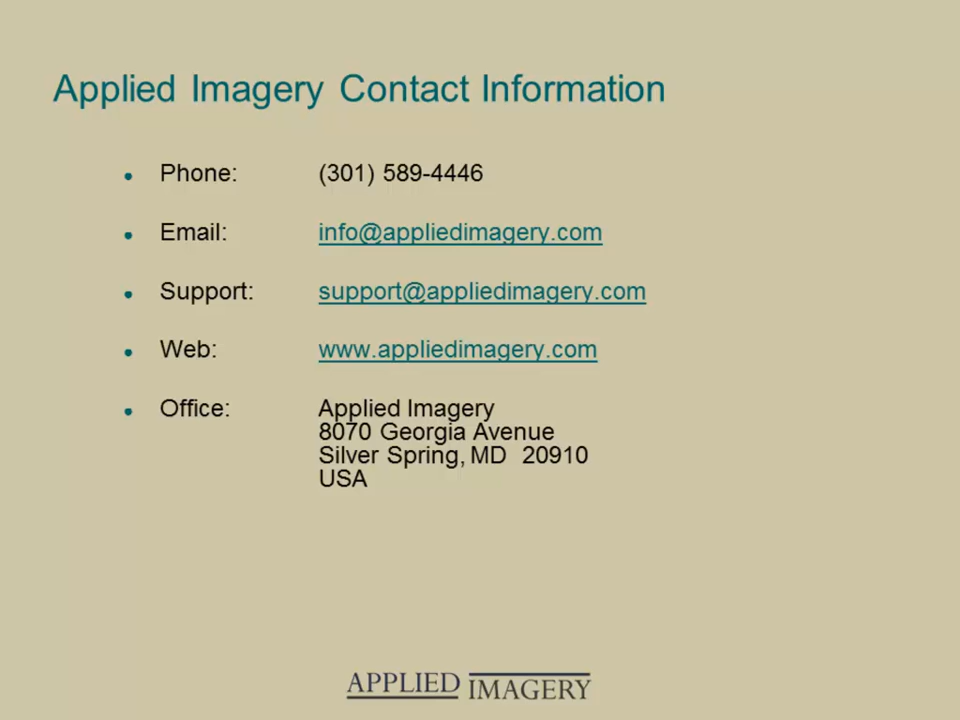 Applied Imagery Contact Information
Phone: (301) 589-4446
Email: info@appliedimagery.com
Support: support@appliedimagery.com
Web: www.appliedimagery.com
Office: Applied Imagery
8070 Georgia Avenue
Silver Spring, MD 20910
USA
APPLIED IMAGERY